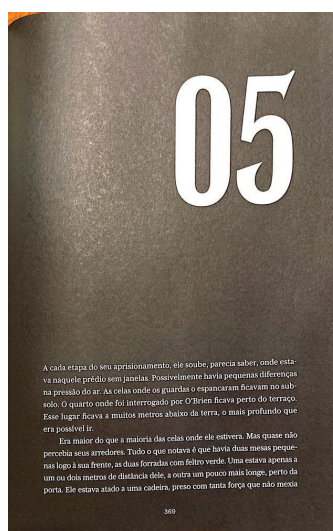 05
A cada etapa do seu aprisionamento, ele soube, parecia saber, onde esta-
va naquele prédio sem janelas. Possivelmente havia pequenas diferenças
na pressão do ar. As celas onde os guardas o espancaram ficavam no sub-
solo. O quarto onde foi interrogado por O'Brien ficava perto do terraço.
Esse lugar ficava a muitos metros abaixo da terra, o mais profundo que
era possível ir.
Era maior do que a maioria das celas onde ele estivera. Mas quase não
percebia seus arredores. Tudo o que notava é que havia duas mesas peque-
nas logo à sua frente, as duas forradas com feltro verde. Uma estava apenas a
um ou dois metros de distância dele, a outra um pouco mais longe, perto da
porta. Ele estava atado a uma cadeira, preso com tanta força que não mexia
369